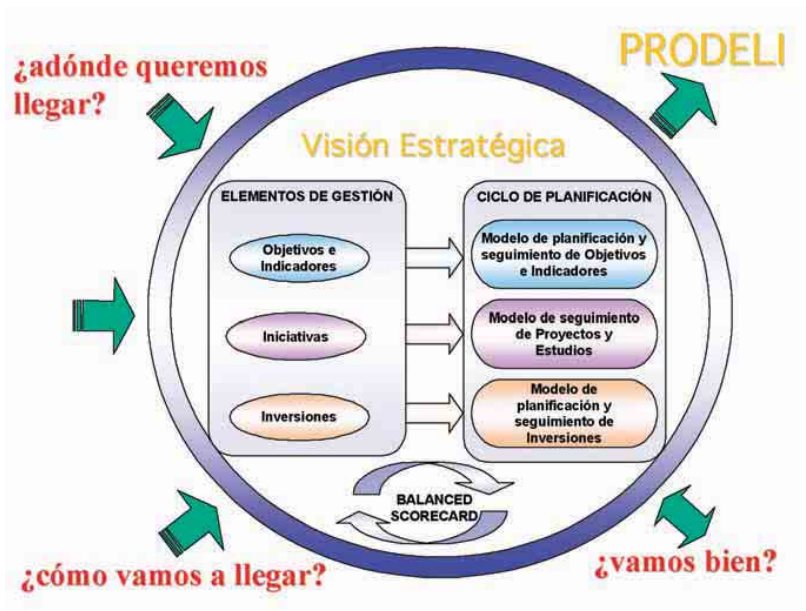 PRODELI
¿adónde queremos
llegar?
Visión Estratégica
ELEMENTOS DE GESTIÓN
Objetivos e
Indicadores
Iniciativas
Inversiones
CICLO DE PLANIFICACIÓN
Modelo de planificación y
seguimiento de Objetivos
e Indicadores
Modelo de seguimiento
de Proyectos y
Estudios
Modelo de
planificación y
seguimiento de
Inversiones
BALANCED
SCORECARD
¿cómo vamos a llegar?
¿vamos bien?